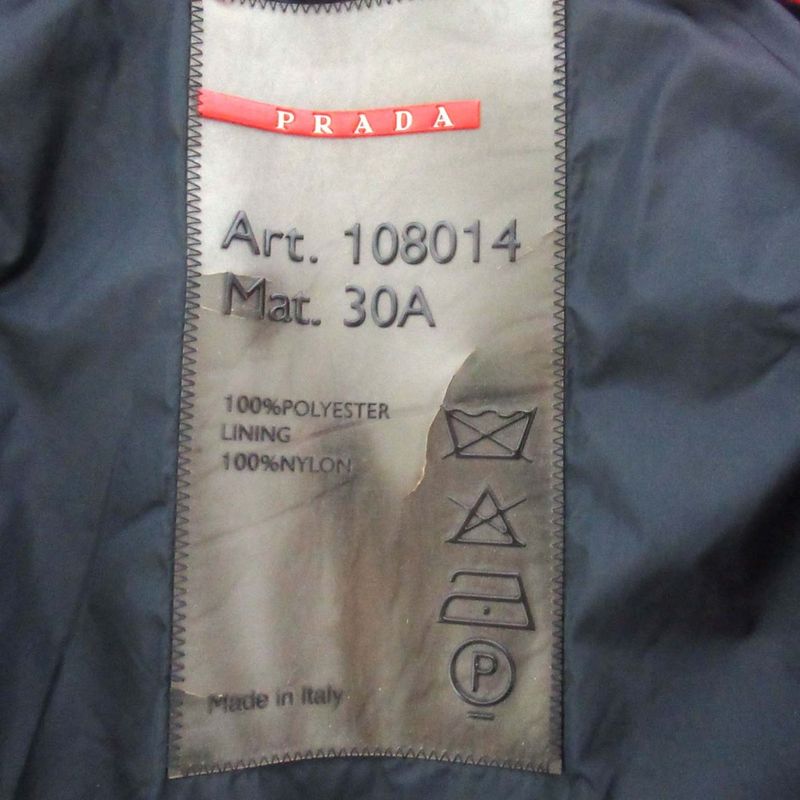 PRADA
Art. 108014
Mat. 30A
100%POLYESTER
LINING
100%NYLON
P
Made in Italy